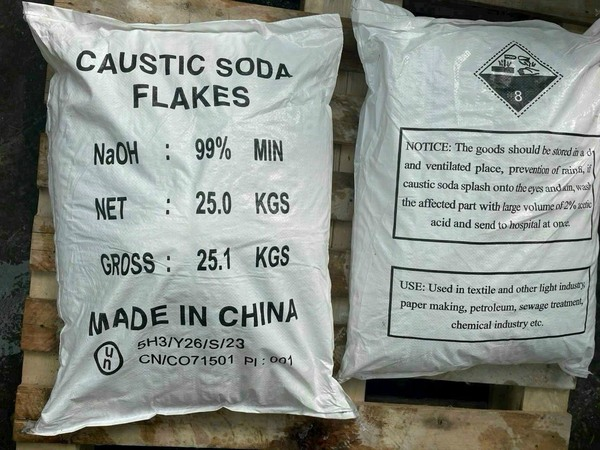 CAUSTIC SODA
FLAKES
NaOH : 99% MIN
NET : 25.0 KGS
GROSS : 25.1 KGS
MADE IN CHINA
un
5H3/Y26/S/23
CN/CO71501 PI : 001
8
NOTICE: The goods should be stored in a
and ventilated place, prevention of
caustic soda splash onto the eyes and
the affected part with large volume of 2%
acid and send to hospital at once.
USE: Used in textile and other light industry,
paper making, petroleum, sewage treatment,
chemical industry etc.